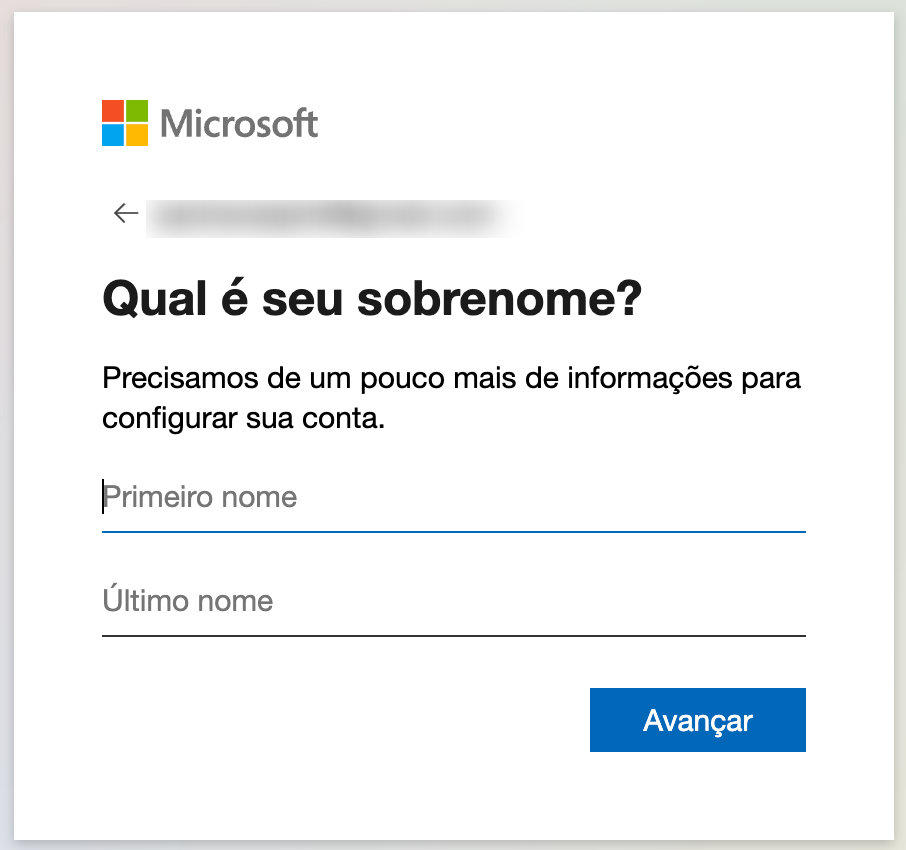 Microsoft
Qual é seu sobrenome?
Precisamos de um pouco mais de informações para
configurar sua conta.
Primeiro nome
Último nome
Avançar